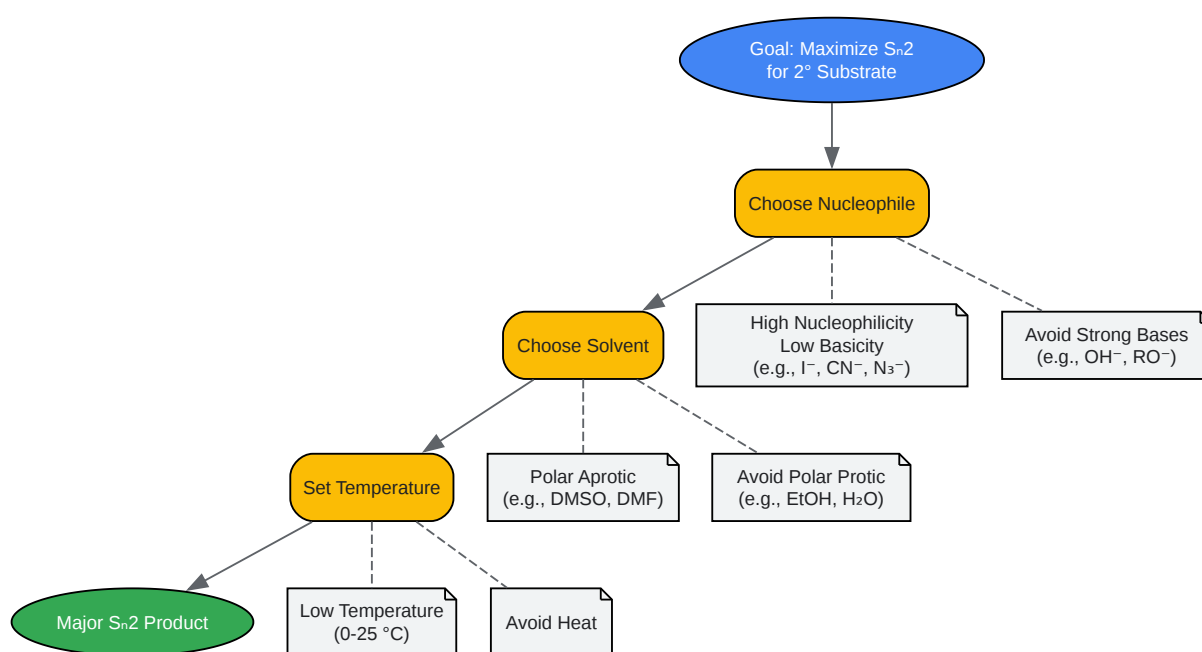 Goal: Maximize Sₙ2
for 2° Substrate
Choose Nucleophile
High Nucleophilicity
Low Basicity
(e.g., I⁻, CN⁻, N₃⁻)
Avoid Strong Bases
(e.g., OH⁻, RO⁻)
Choose Solvent
Polar Aprotic
(e.g., DMSO, DMF)
Avoid Polar Protic
(e.g., EtOH, H₂O)
Set Temperature
Low Temperature
(0-25 °C)
Avoid Heat
Major Sₙ2 Product